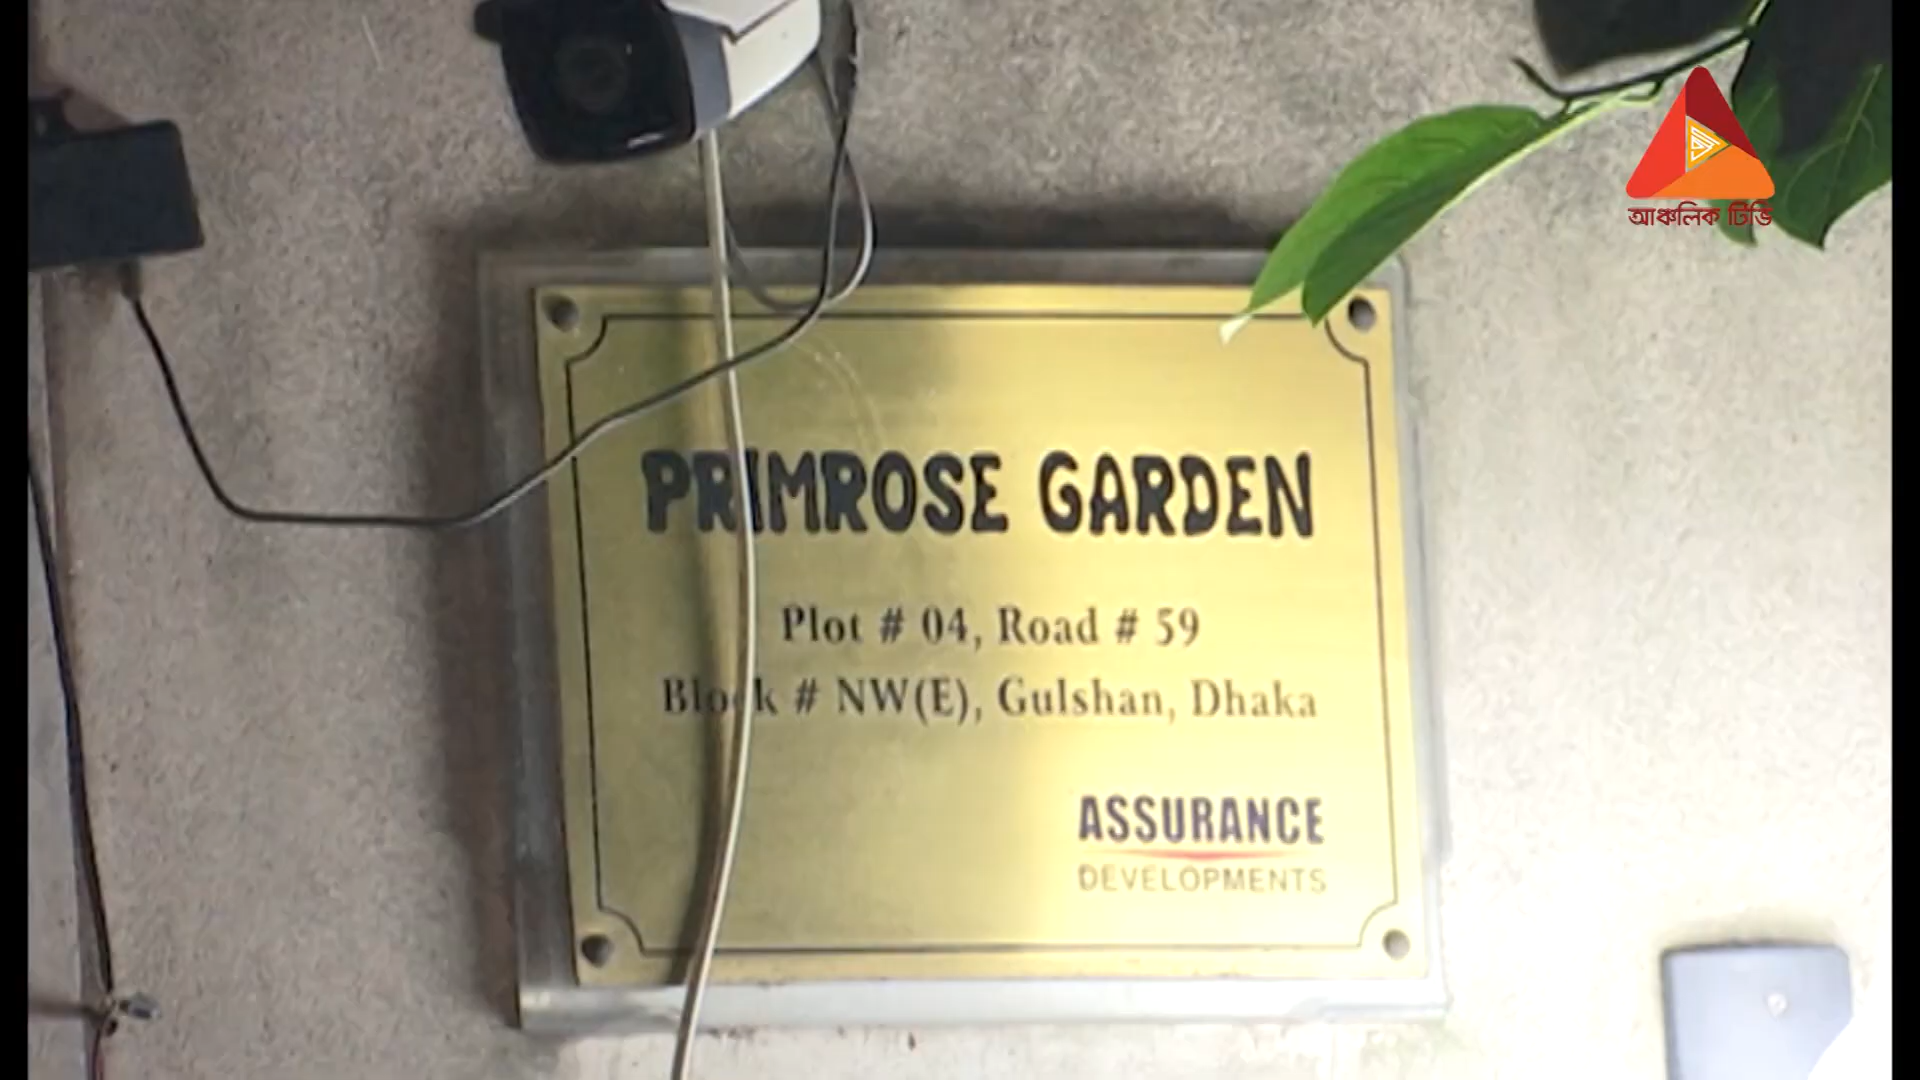 আঞ্চলিক টিভি
PRIMROSE GARDEN
Plot # 04, Road # 59
Block # NW(E), Gulshan, Dhaka
ASSURANCE
DEVELOPMENTS